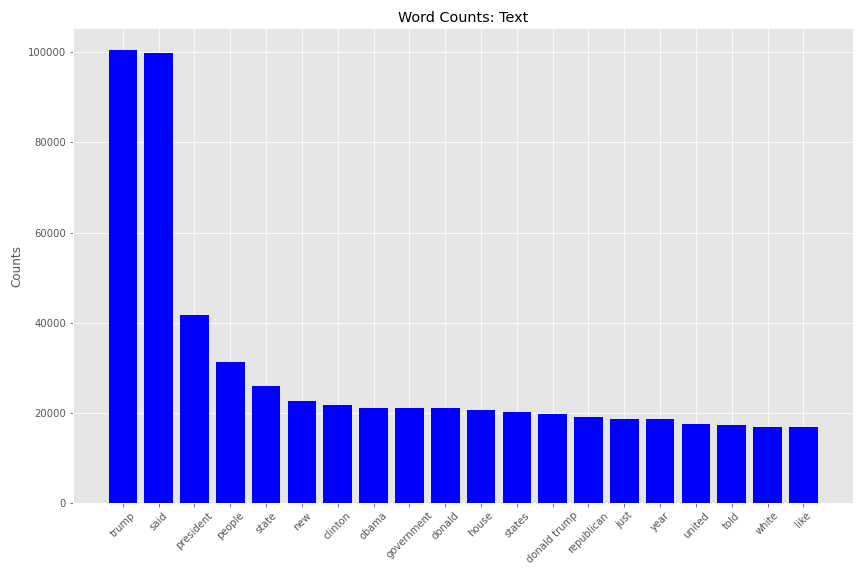 Word Counts: Text
Counts
100000
80000
60000
40000
20000
0
trump
said
president
people
state
new
clinton
obama
government
donald
house
states
donald trump
republican
just
year
united
told
white
like